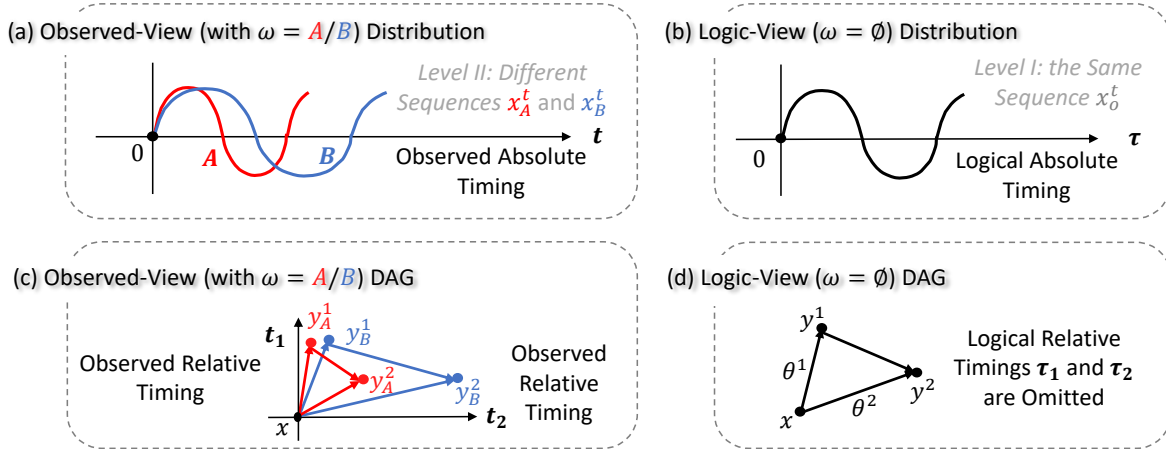 (a) Observed-View (with ω = A/B) Distribution
Level II: Different
Sequences x_A^t and x_B^t
0
A
B
t
Observed Absolute
Timing
(b) Logic-View (ω = ∅) Distribution
Level I: the Same
Sequence x_o^t
0
τ
Logical Absolute
Timing
(c) Observed-View (with ω = A/B) DAG
t_1
y_A^1
y_B^1
Observed Relative
Timing
y_A^2
y_B^2
x
t_2
Observed
Relative
Timing
(d) Logic-View (ω = ∅) DAG
y^1
θ^1
y^2
x
θ^2
Logical Relative
Timings τ_1 and τ_2
are Omitted